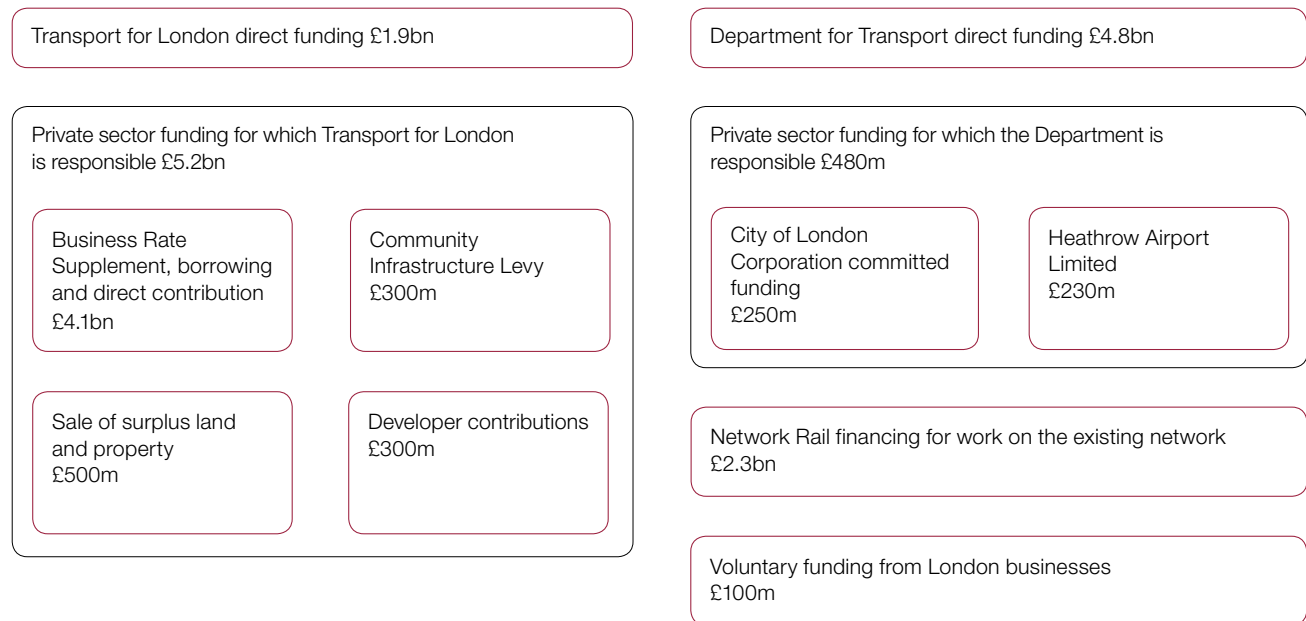 Transport for London direct funding £1.9bn
Private sector funding for which Transport for London
is responsible £5.2bn
Business Rate
Supplement, borrowing
and direct contribution
£4.1bn
Community
Infrastructure Levy
£300m
Sale of surplus land
and property
£500m
Developer contributions
£300m
Department for Transport direct funding £4.8bn
Private sector funding for which the Department is
responsible £480m
City of London
Corporation committed
funding
£250m
Heathrow Airport
Limited
£230m
Network Rail financing for work on the existing network
£2.3bn
Voluntary funding from London businesses
£100m